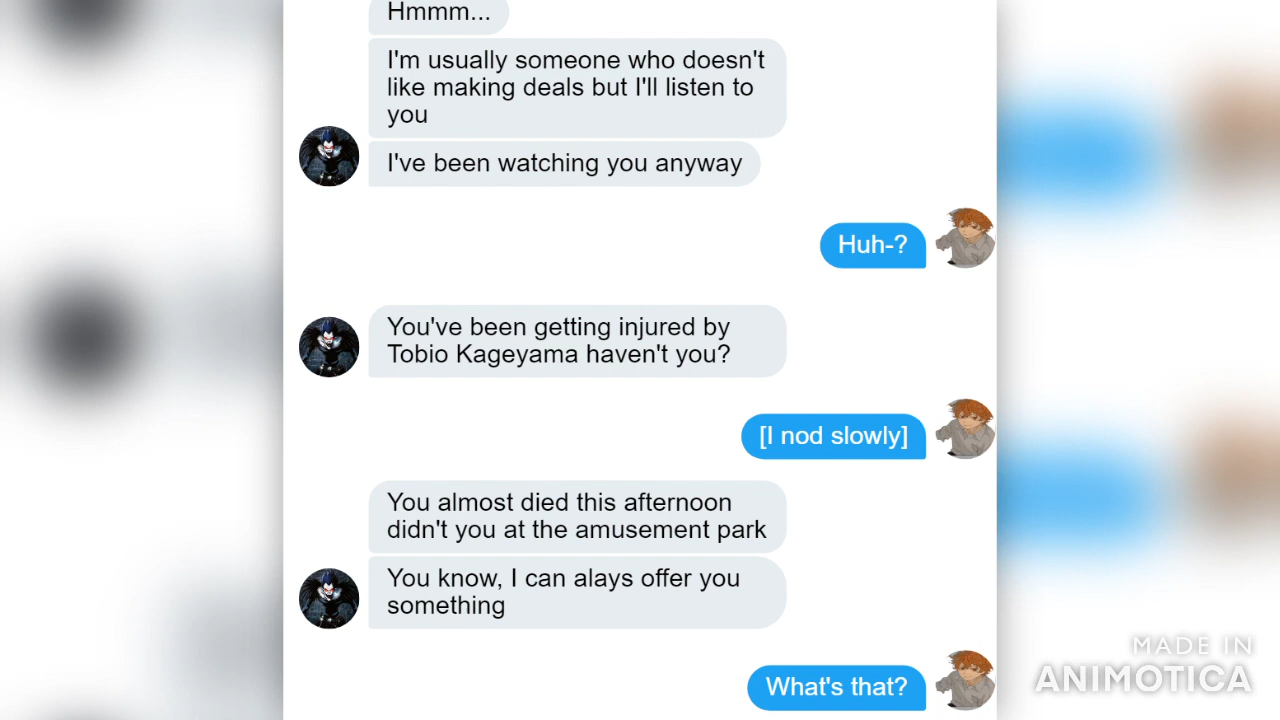 Hmmm...
I'm usually someone who doesn't
like making deals but I'll listen to
you
I've been watching you anyway
Huh-?
You've been getting injured by
Tobio Kageyama haven't you?
[I nod slowly]
You almost died this afternoon
didn't you at the amusement park
You know, I can alays offer you
something
What's that?
MADE IN
ANIMOTICA